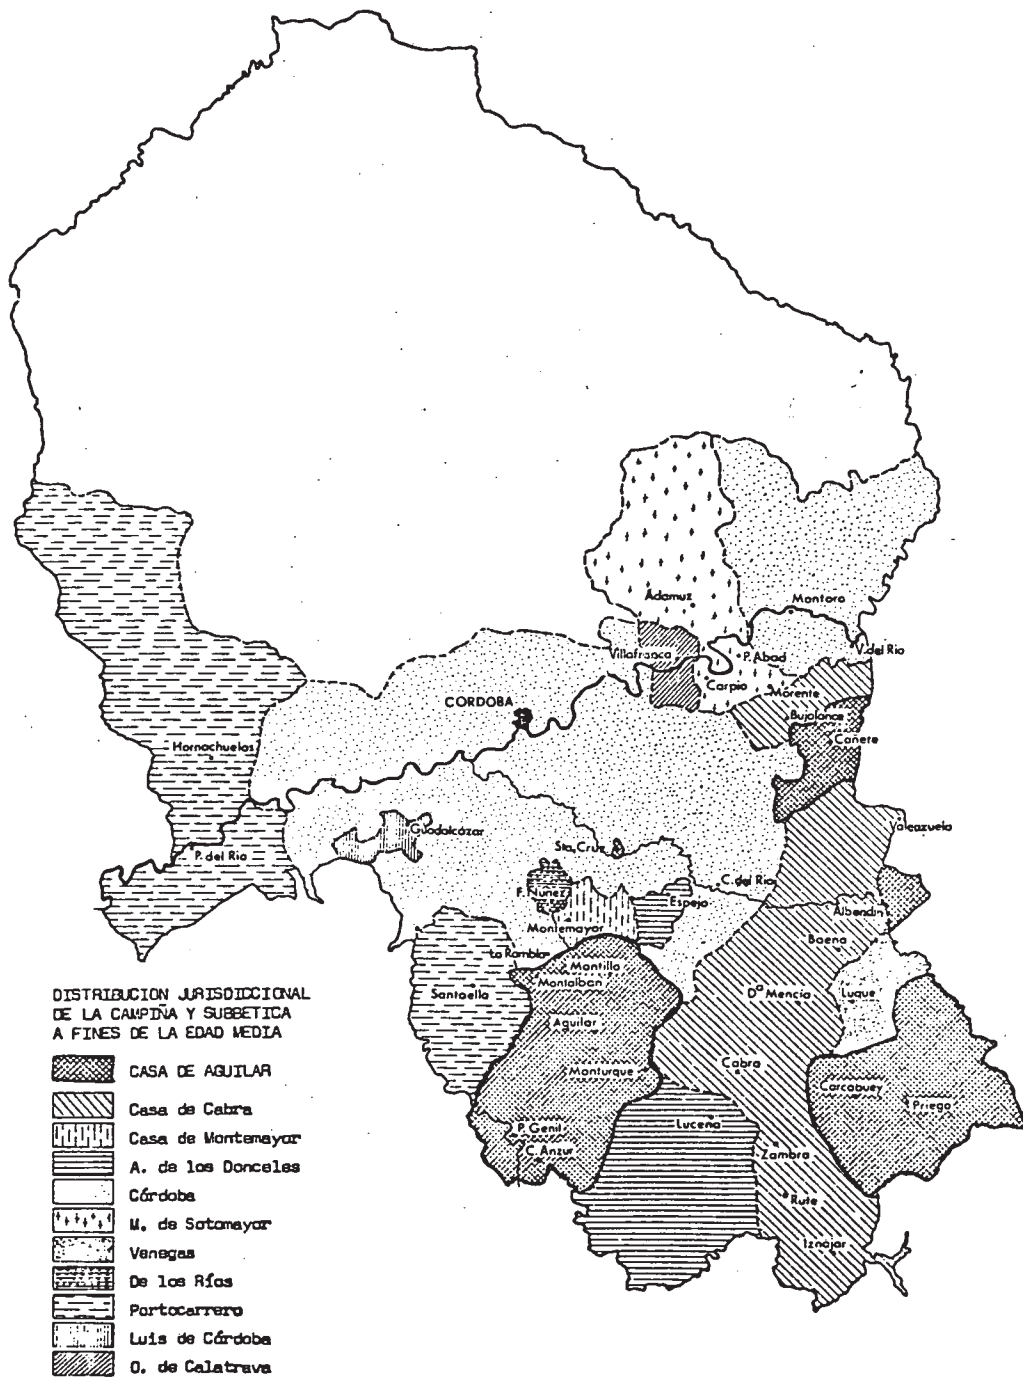 Adamuz
Montoro
Villafranca
P. Abad
V. del Rio
Carpio
Morente
CORDOBA
Bujalance
Cañete
Hornachuelos
Guadalcázar
Valenzuela
P. del Rio
Sta. Cruz
F. Nuñez
C. del Rio
Espejo
Albendin
Montemayor
Baena
La Rambla
Montilla
Santaella
Montalban
Dª Mencia
Luque
Aguilar
Monturque
Cabra
Carcabuey
Priego
Lucena
P. Genil
C. Anzur
Zambra
Rute
Iznajar
DISTRIBUCION JURISDICCIONAL
DE LA CAMPIÑA Y SUBBETICA
A FINES DE LA EDAD MEDIA
CASA DE AGUILAR
Casa de Cabra
Casa de Montemayor
A. de los Donceles
Córdoba
M. de Sotomayor
Venegas
De los Ríos
Portocarrero
Luis de Córdoba
O. de Calatrava